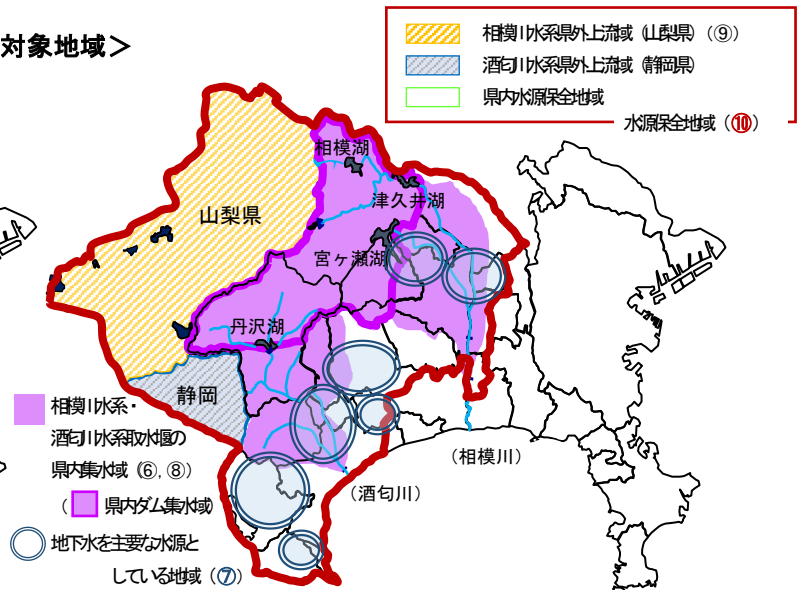 対象地域＞
相模川水系県外上流域（山梨県）（⑨）
酒匂川水系県外上流域（静岡県）
県内水源保全地域
水源保全地域（⑩）
相模湖
津久井湖
山梨県
宮ヶ瀬湖
丹沢湖
静岡
相模川水系・
酒匂川水系取水堰の
県内集水域（⑥，⑧）
（県内ダム集水域）
地下水を主要な水源と
している地域（⑦）
（相模川）
（酒匂川）